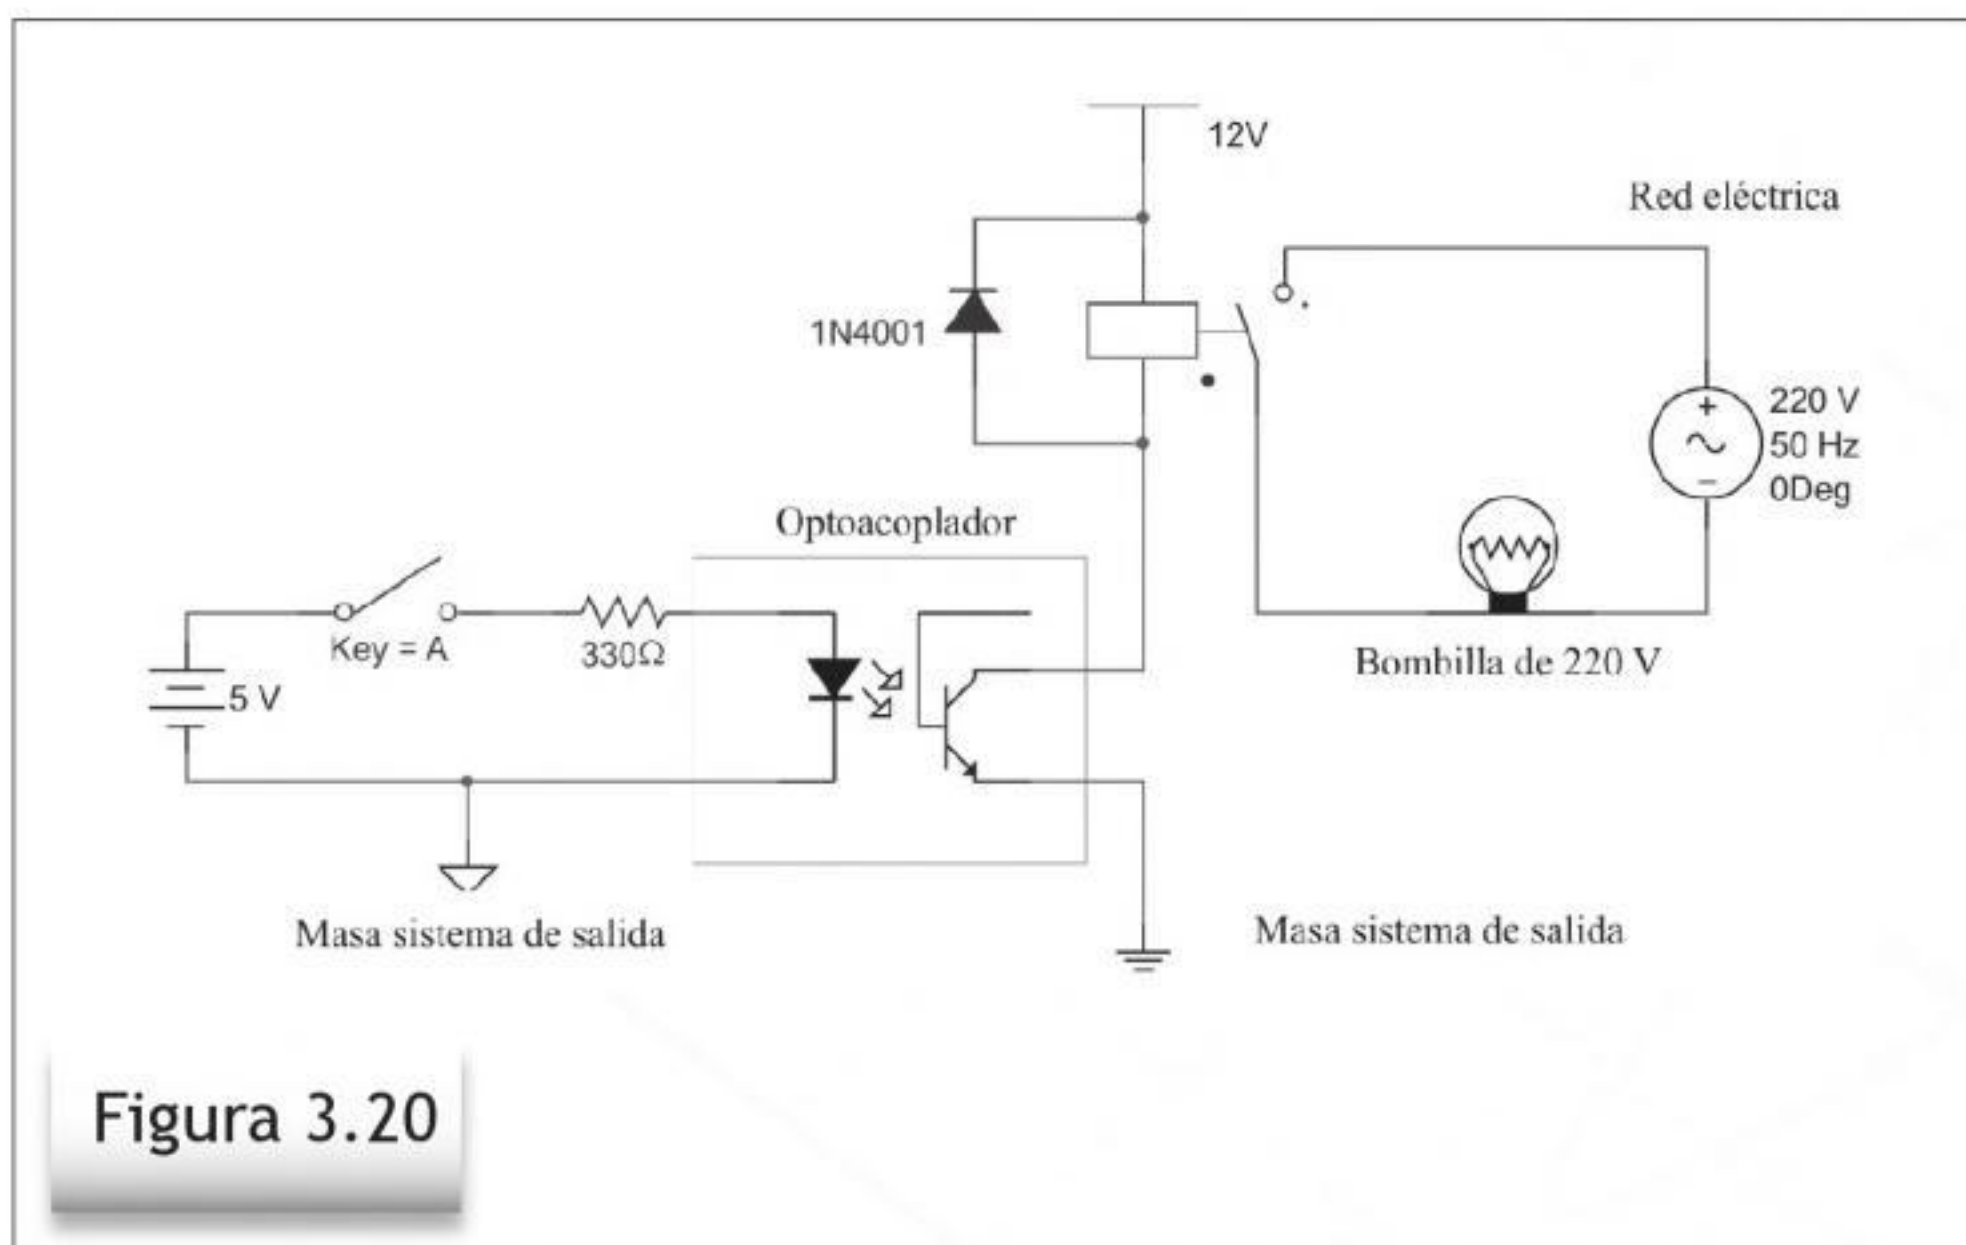 12V
Red eléctrica
1N4001
220 V
50 Hz
0Deg
+
−
Optoacoplador
Key = A
330Ω
5 V
Bombilla de 220 V
Masa sistema de salida
Masa sistema de salida
Figura 3.20